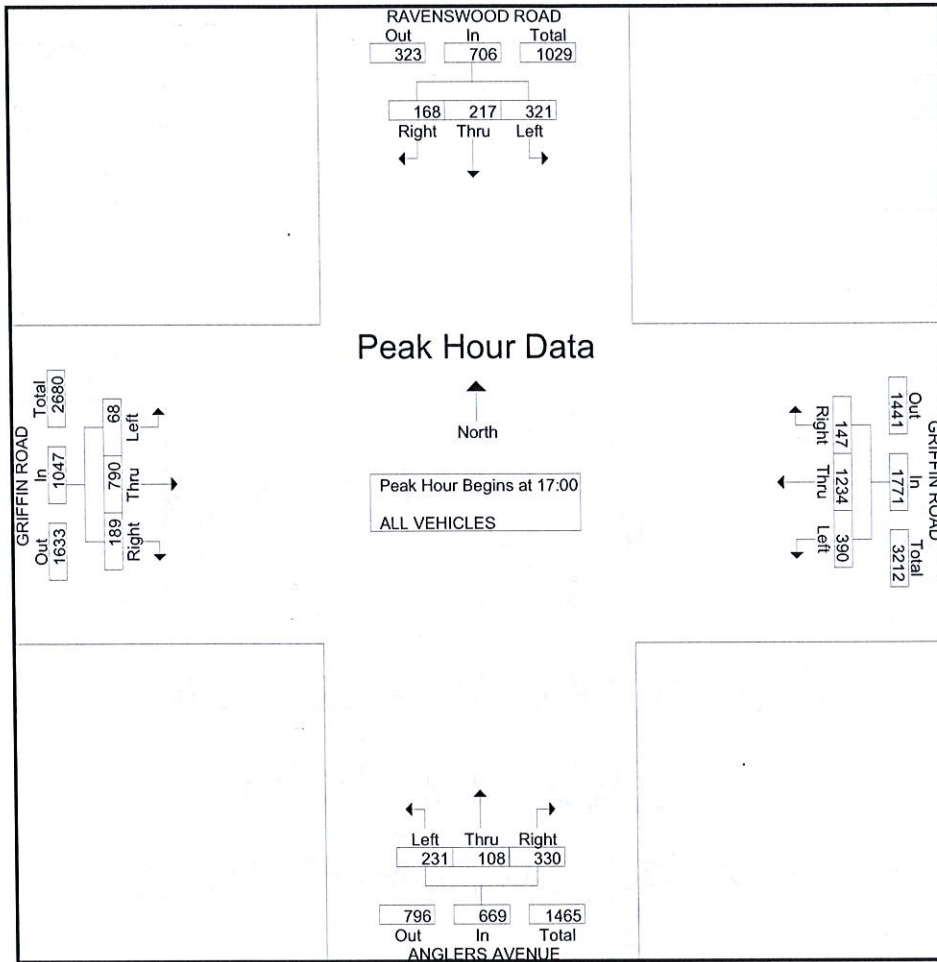 RAVENSWOOD ROAD
Out In Total
323 706 1029
168 217 321
Right Thru Left
Peak Hour Data
North
Peak Hour Begins at 17:00
ALL VEHICLES
GRIFFIN ROAD
Out In Total
1633 1047 2680
68 790 189
Left Thru Right
GRIFFIN ROAD
Out In Total
1441 1771 3212
147 1234 390
Right Thru Left
Left Thru Right
231 108 330
796 669 1465
Out In Total
ANGLERS AVENUE